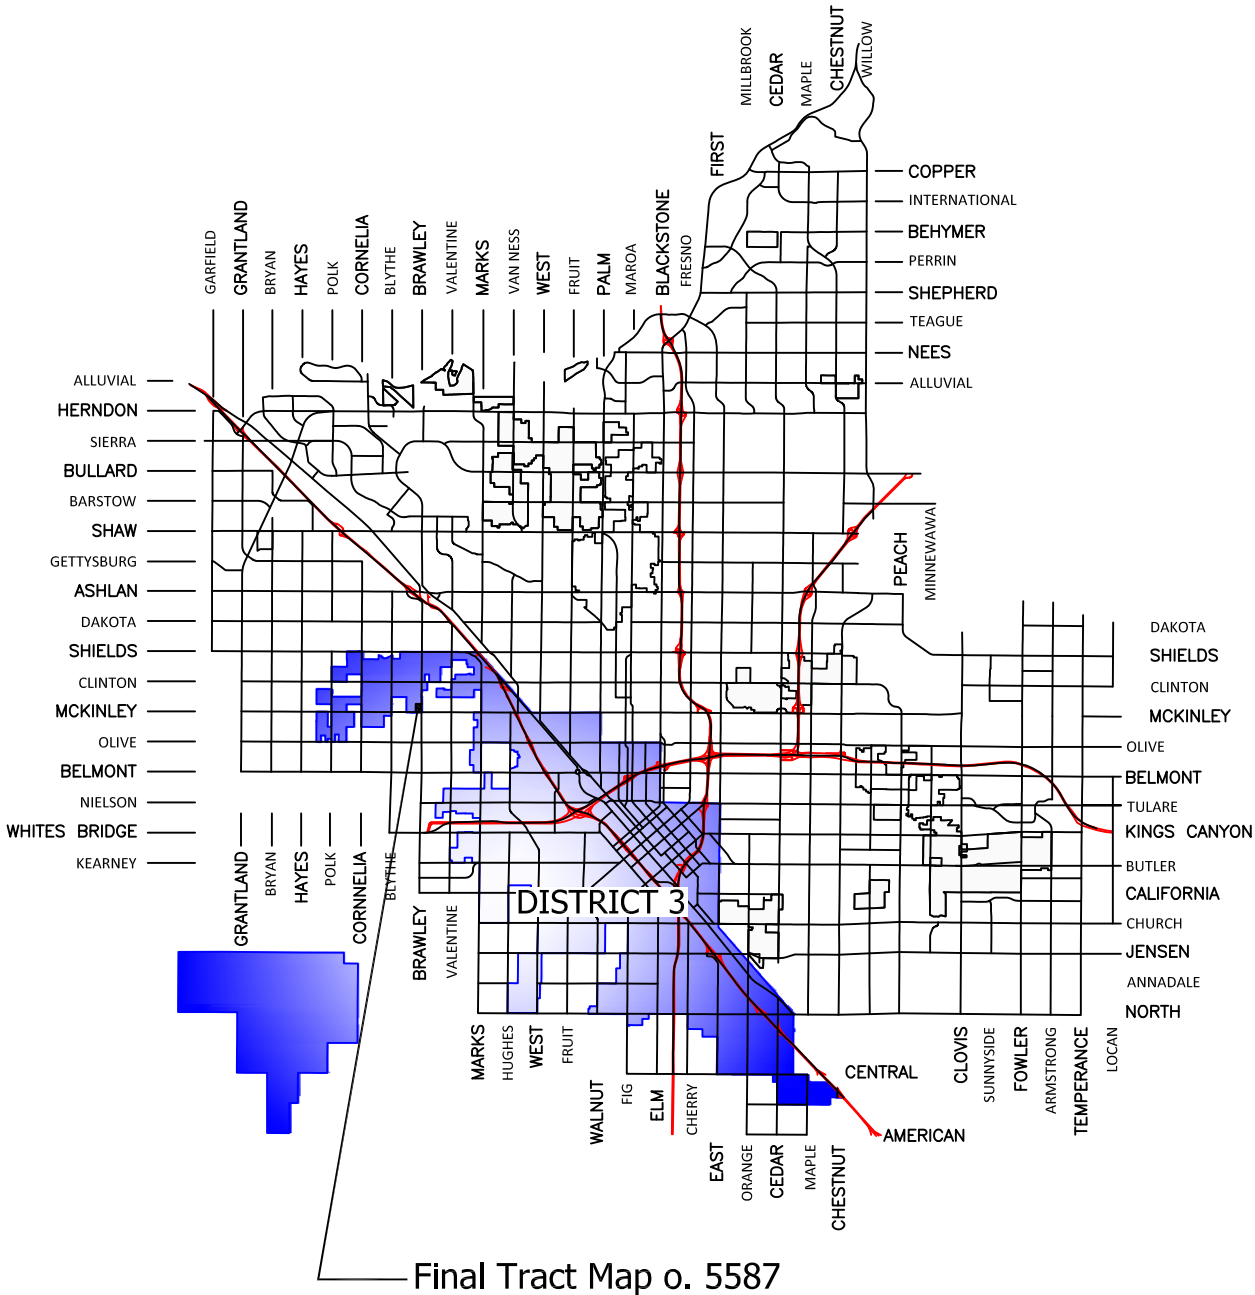 MILLBROOK
CEDAR
MAPLE
CHESTNUT
WILLOW
FIRST
COPPER
INTERNATIONAL
BEHYMER
PERRIN
SHEPHERD
TEAGUE
NEES
ALLUVIAL
GARFIELD
GRANTLAND
BRYAN
HAYES
POLK
CORNELIA
BLYTHE
BRAWLEY
VALENTINE
MARKS
VAN NESS
WEST
FRUIT
PALM
MAROA
BLACKSTONE
FRESNO
ALLUVIAL
HERNDON
SIERRA
BULLARD
BARSTOW
SHAW
GETTYSBURG
ASHLAN
DAKOTA
SHIELDS
CLINTON
MCKINLEY
OLIVE
BELMONT
NIELSON
WHITES BRIDGE
KEARNEY
PEACH
MINNEWAWA
DAKOTA
SHIELDS
CLINTON
MCKINLEY
OLIVE
BELMONT
TULARE
KINGS CANYON
BUTLER
CALIFORNIA
CHURCH
JENSEN
ANNADALE
NORTH
GRANTLAND
BRYAN
HAYES
POLK
CORNNELIA
BLYTHE
BRAWLEY
VALENTINE
DISTRICT 3
MARKS
HUGHES
WEST
FRUIT
WALNUT
FIG
ELM
CHERRY
EAST
ORANGE
CEDAR
MAPLE
CHESTNUT
CENTRAL
AMERICAN
CLOVIS
SUNNYSIDE
FOWLER
ARMSTRONG
TEMPERANCE
LOCAN
Final Tract Map o. 5587